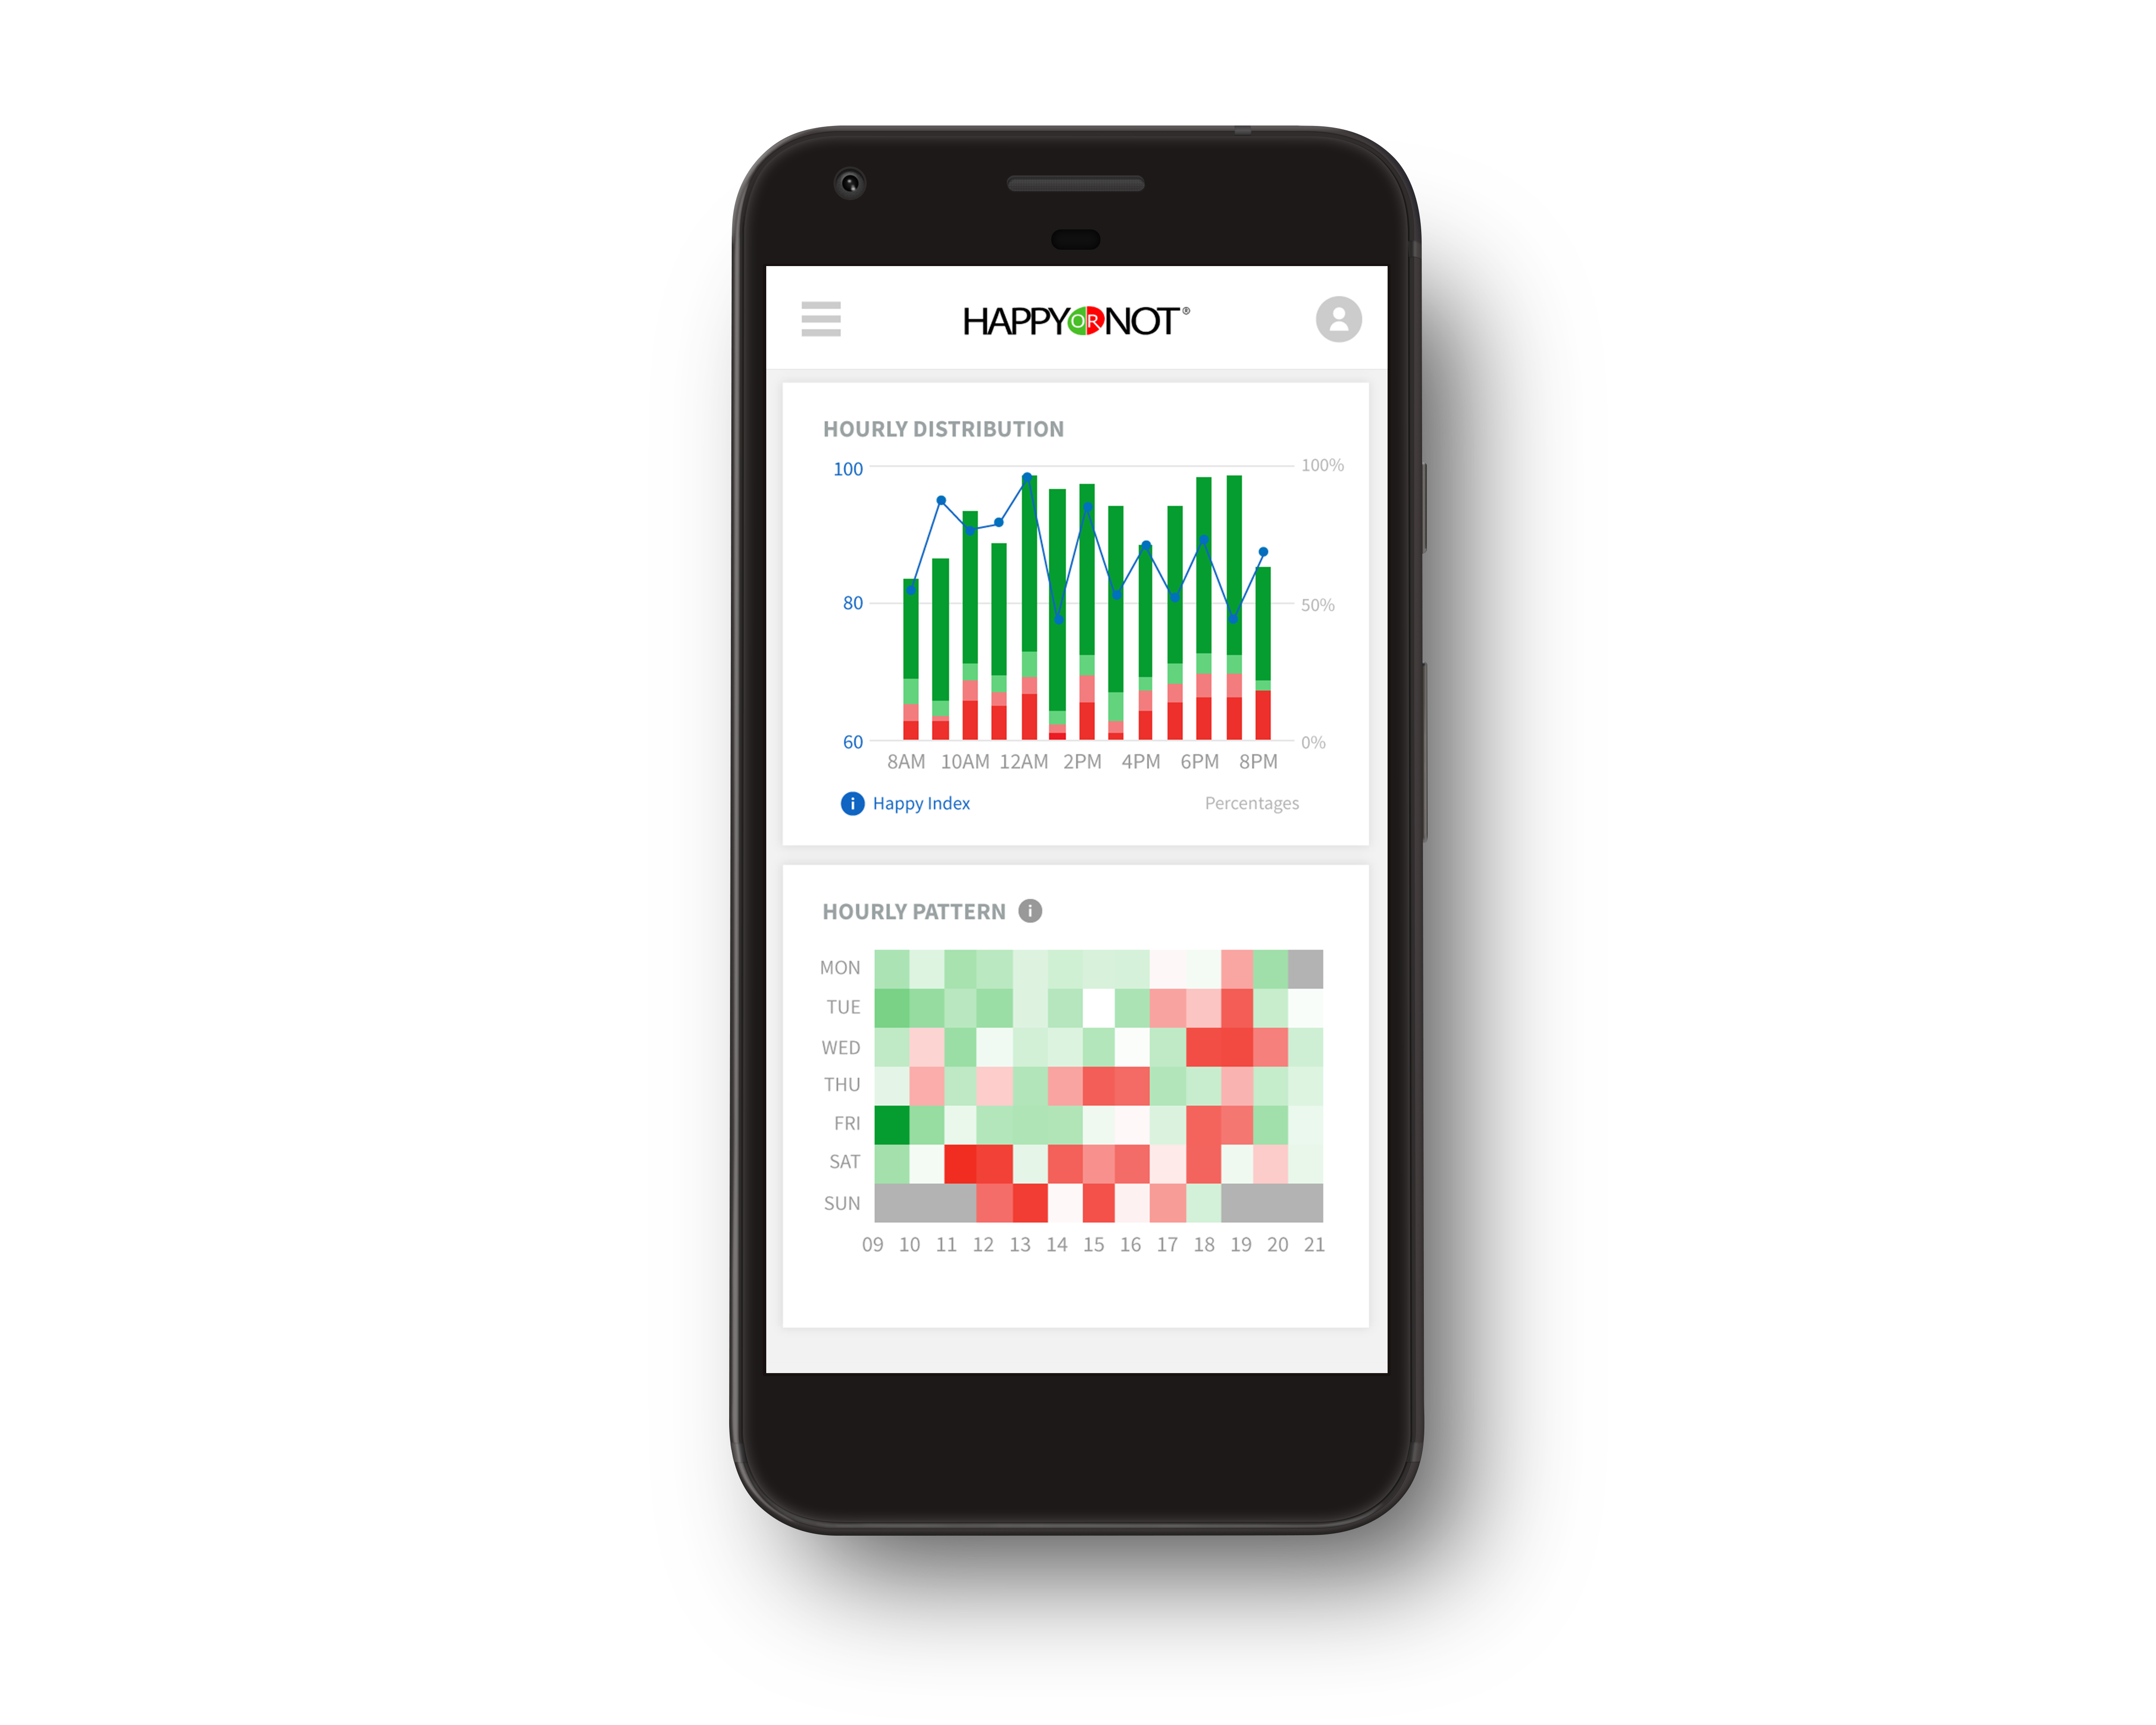 HAPPY OR NOT®
HOURLY DISTRIBUTION
100 100%
80 50%
60 0%
8AM 10AM 12AM 2PM 4PM 6PM 8PM
i Happy Index Percentages
HOURLY PATTERN i
MON
TUE
WED
THU
FRI
SAT
SUN
09 10 11 12 13 14 15 16 17 18 19 20 21